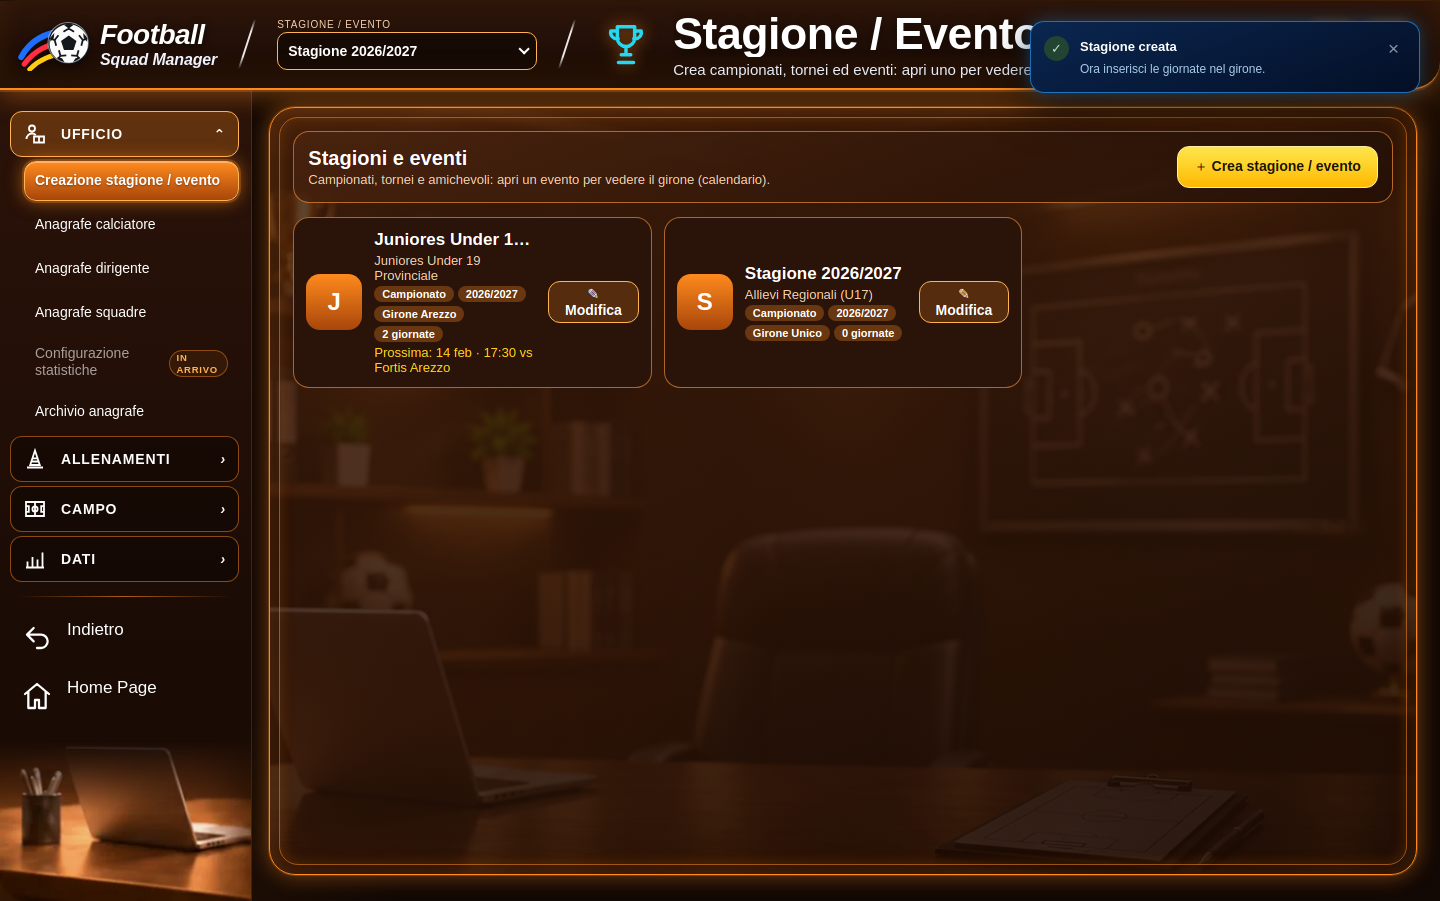 Football
Squad Manager
STAGIONE / EVENTO
Stagione 2026/2027
Stagione / Evento
Crea campionati, tornei ed eventi: apri uno per vedere
✓
Stagione creata
✕
Ora inserisci le giornate nel girone.
UFFICIO
Creazione stagione / evento
Anagrafe calciatore
Anagrafe dirigente
Anagrafe squadre
Configurazione
statistiche
IN
ARRIVO
Archivio anagrafe
ALLENAMENTI
CAMPO
DATI
Indietro
Home Page
Stagioni e eventi
Campionati, tornei e amichevoli: apri un evento per vedere il girone (calendario).
+ Crea stagione / evento
J
Juniores Under 1…
Juniores Under 19
Provinciale
Campionato 2026/2027
Girone Arezzo
2 giornate
Prossima: 14 feb · 17:30 vs
Fortis Arezzo
✎
Modifica
S
Stagione 2026/2027
Allievi Regionali (U17)
Campionato 2026/2027
Girone Unico 0 giornate
✎
Modifica